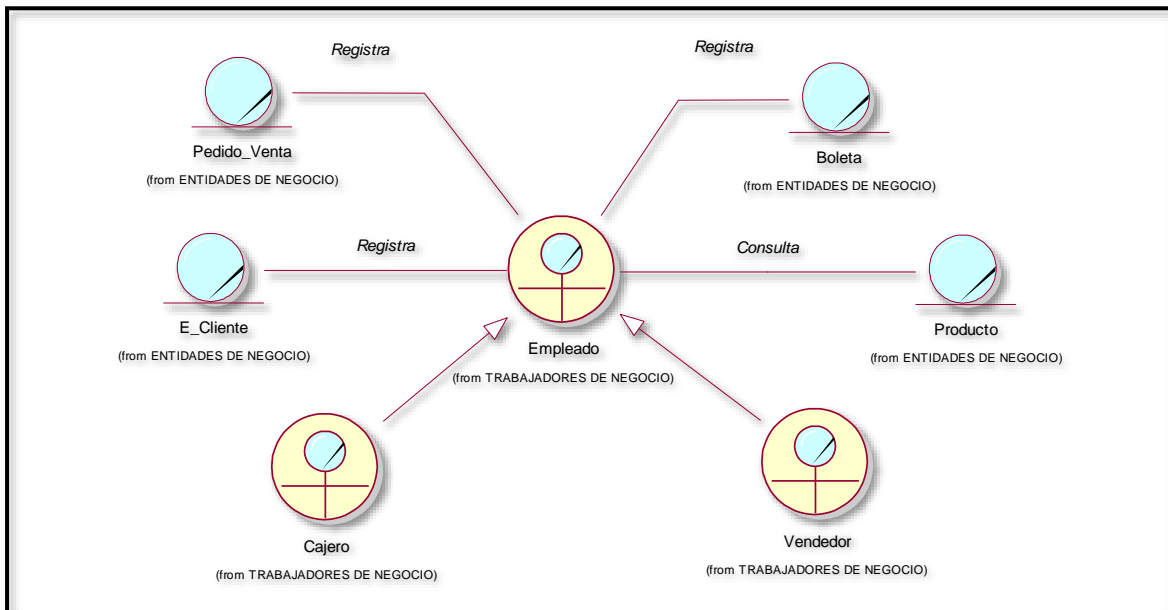 Registra
Registra
Pedido_Venta
(from ENTIDADES DE NEGOCIO)
Boleta
(from ENTIDADES DE NEGOCIO)
Registra
Consulta
E_Cliente
(from ENTIDADES DE NEGOCIO)
Empleado
(from TRABAJADORES DE NEGOCIO)
Producto
(from ENTIDADES DE NEGOCIO)
Cajero
(from TRABAJADORES DE NEGOCIO)
Vendedor
(from TRABAJADORES DE NEGOCIO)